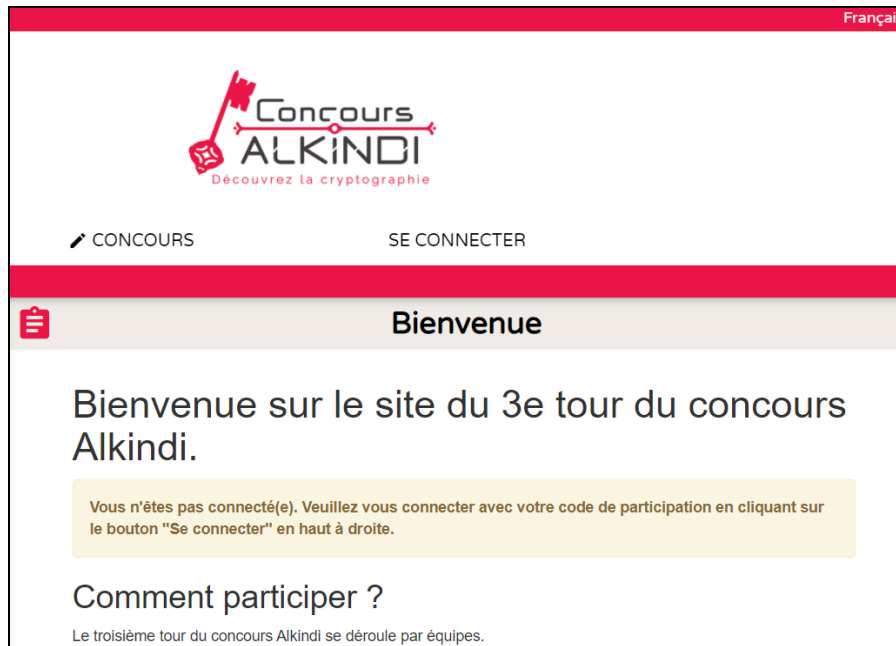 Françai
Concours
ALKINDI
Découvrez la cryptographie
CONCOURS
SE CONNECTER
Bienvenue
Bienvenue sur le site du 3e tour du concours
Alkindi.
Vous n'êtes pas connecté(e). Veuillez vous connecter avec votre code de participation en cliquant sur
le bouton "Se connecter" en haut à droite.
Comment participer ?
Le troisième tour du concours Alkindi se déroule par équipes.